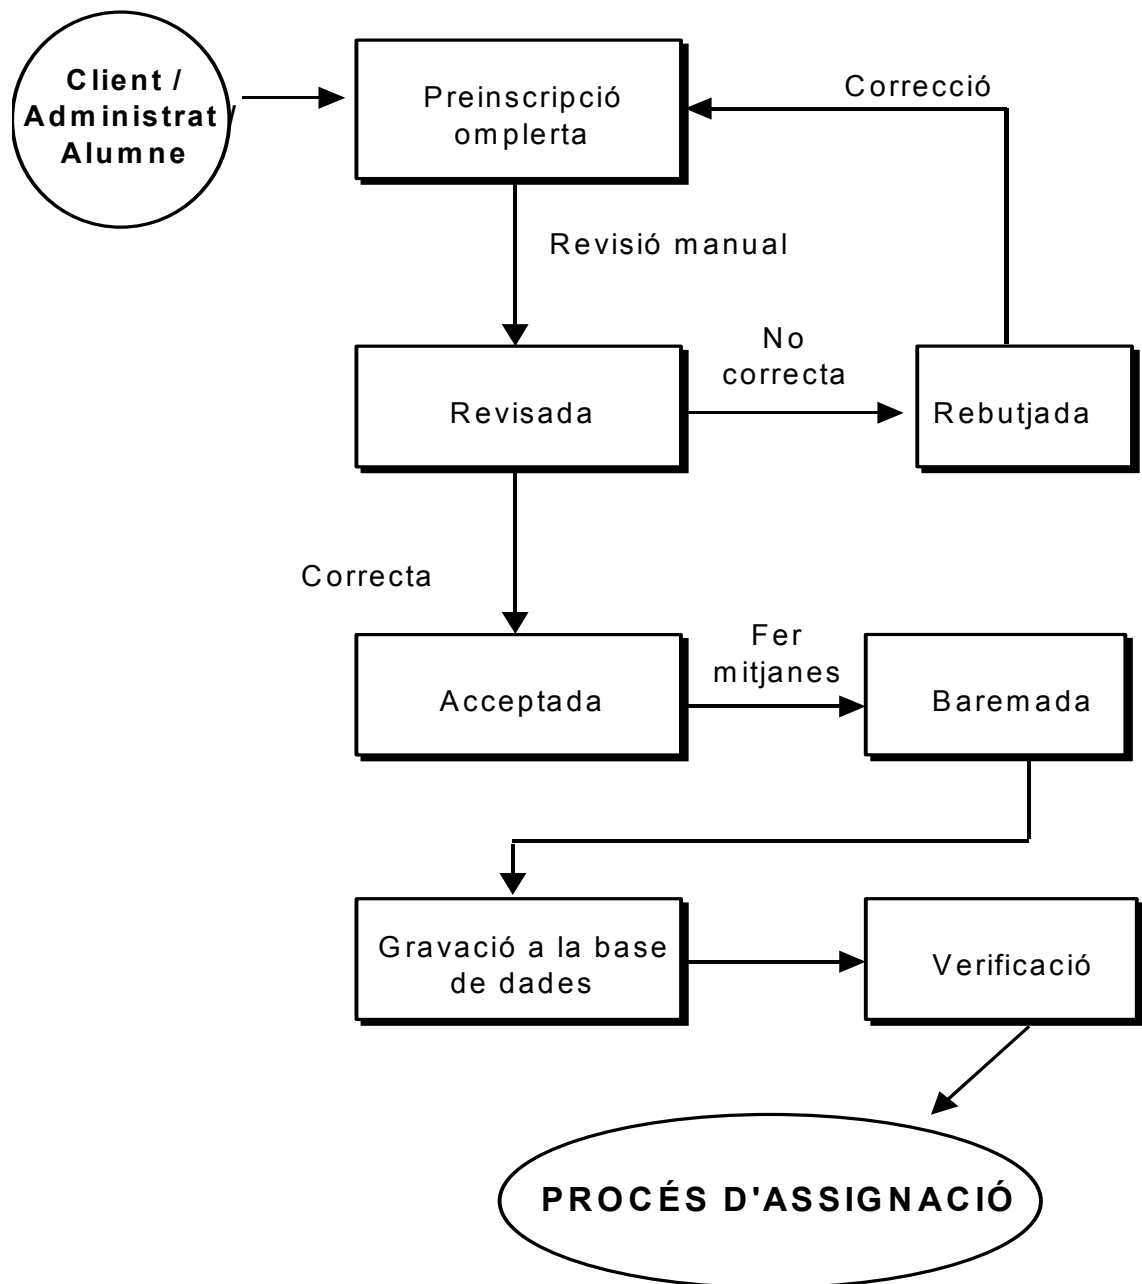 Client /
Administrat /
Alumne
Preinscripció
omplerta
Correcció
Revisió manual
No
correcta
Revisada
Rebutjada
Correcta
Fer
mitjanes
Acceptada
Baremada
Gravació a la base
de dades
Verificació
PROCÉS D'ASSIGNACIÓ